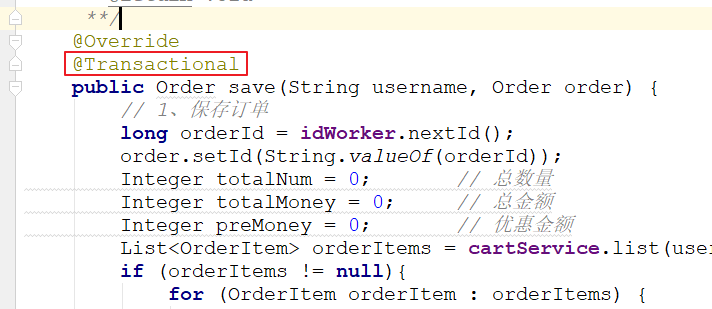 **/
@Override
@Transactional
public Order save(String username, Order order) {
// 1、保存订单
long orderId = idWorker.nextId();
order.setId(String.valueOf(orderId));
Integer totalNum = 0; // 总数量
Integer totalMoney = 0; // 总金额
Integer preMoney = 0; // 优惠金额
List<OrderItem> orderItems = cartService.list(use
if (orderItems != null){
for (OrderItem orderItem : orderItems) {